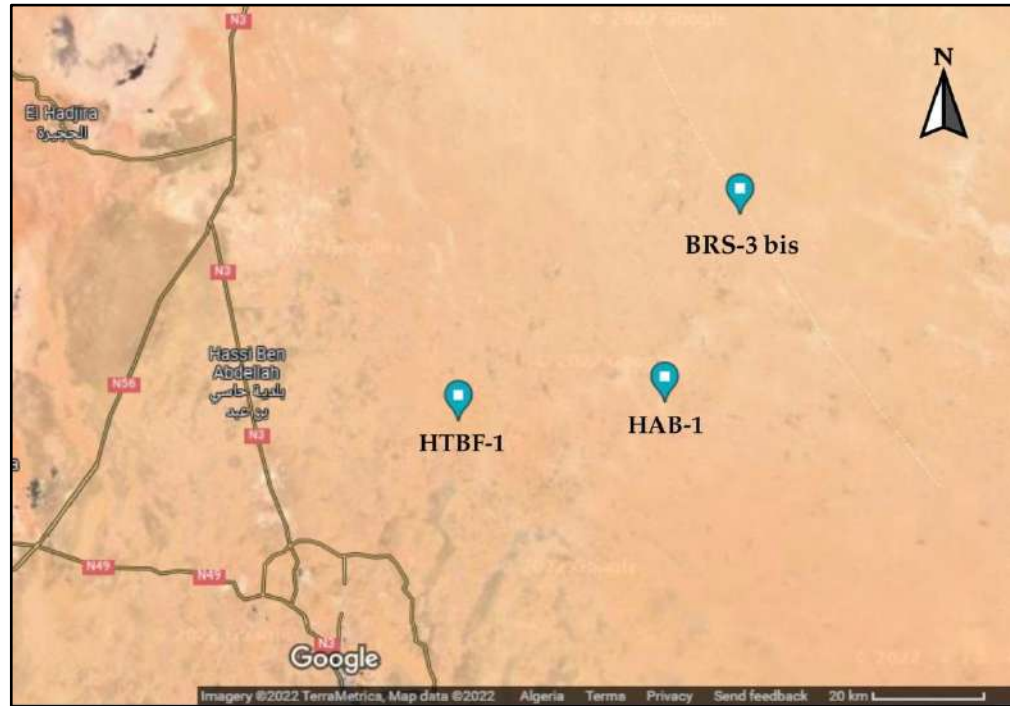 N3
© 2022 Google
El Hadjira
الحجيرة
N
BRS-3 bis
N3
Hassi Ben
Abdellah
بلدية حاسي
بن عبد
N56
HTBF-1
HAB-1
N3
N49
N49
N3
Google
Imagery ©2022 TerraMetrics, Map data ©2022 Algeria Terms Privacy Send feedback 20 km